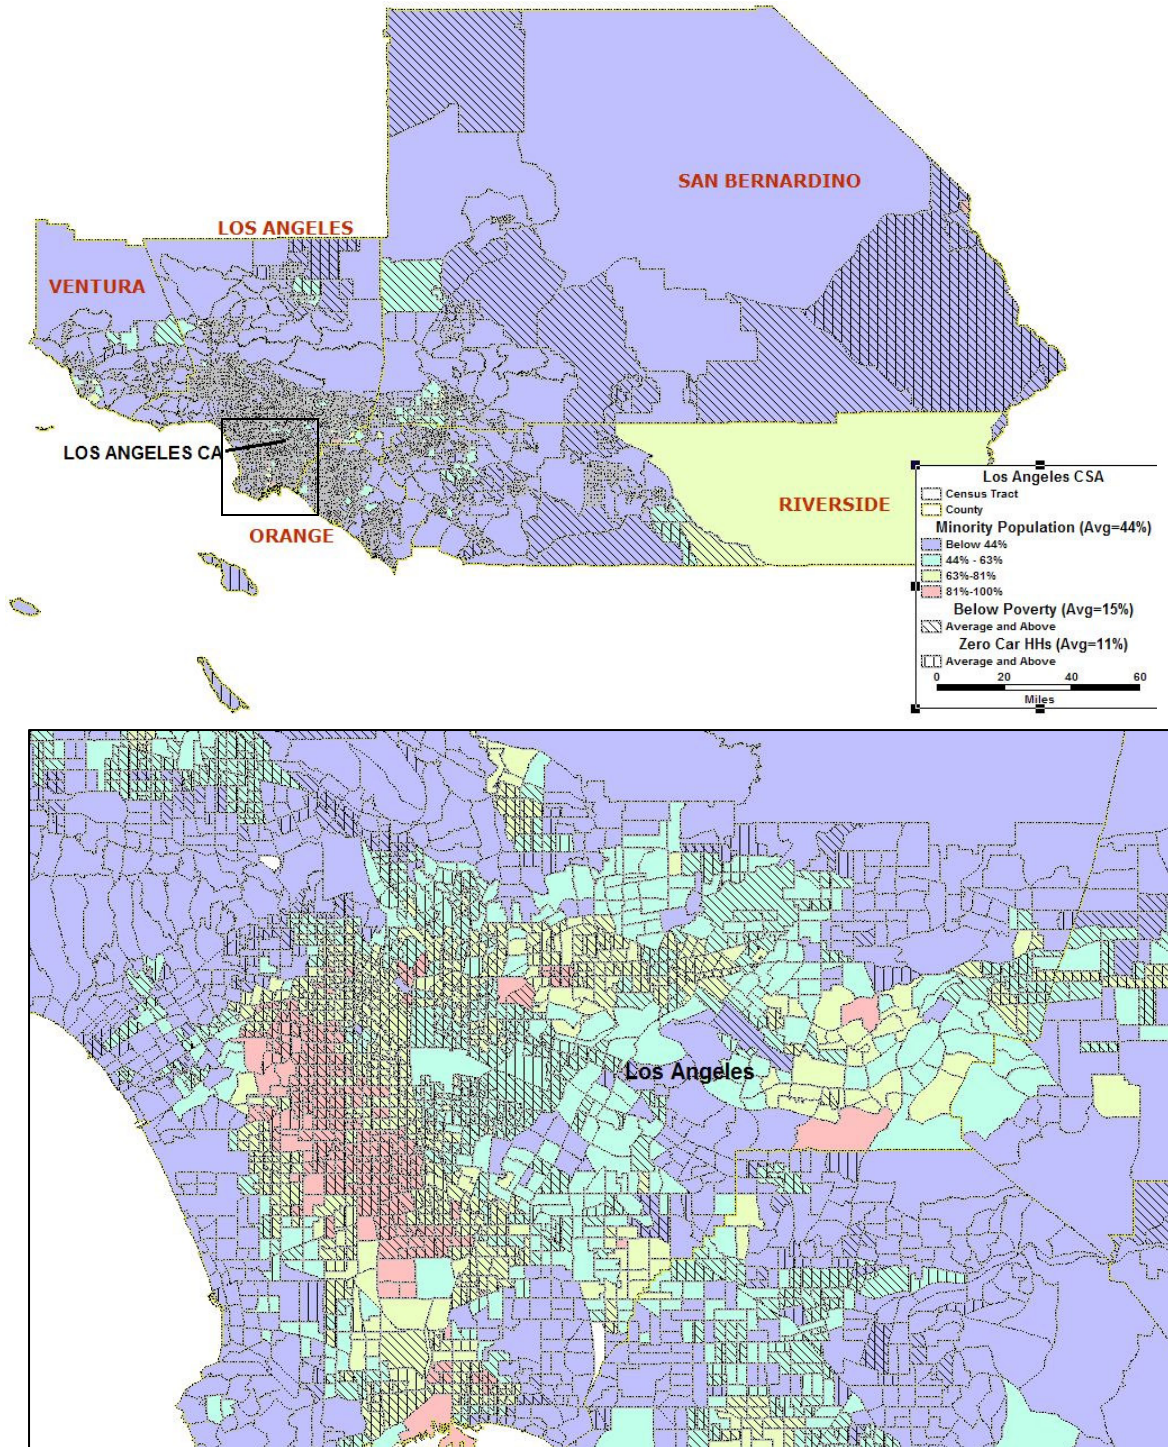 SAN BERNARDINO
LOS ANGELES
VENTURA
LOS ANGELES CA
ORANGE
RIVERSIDE
Los Angeles CSA
Census Tract
County
Minority Population (Avg=44%)
Below 44%
44% - 63%
63%-81%
81%-100%
Below Poverty (Avg=15%)
Average and Above
Zero Car HHs (Avg=11%)
Average and Above
0 20 40 60
Miles
Los Angeles